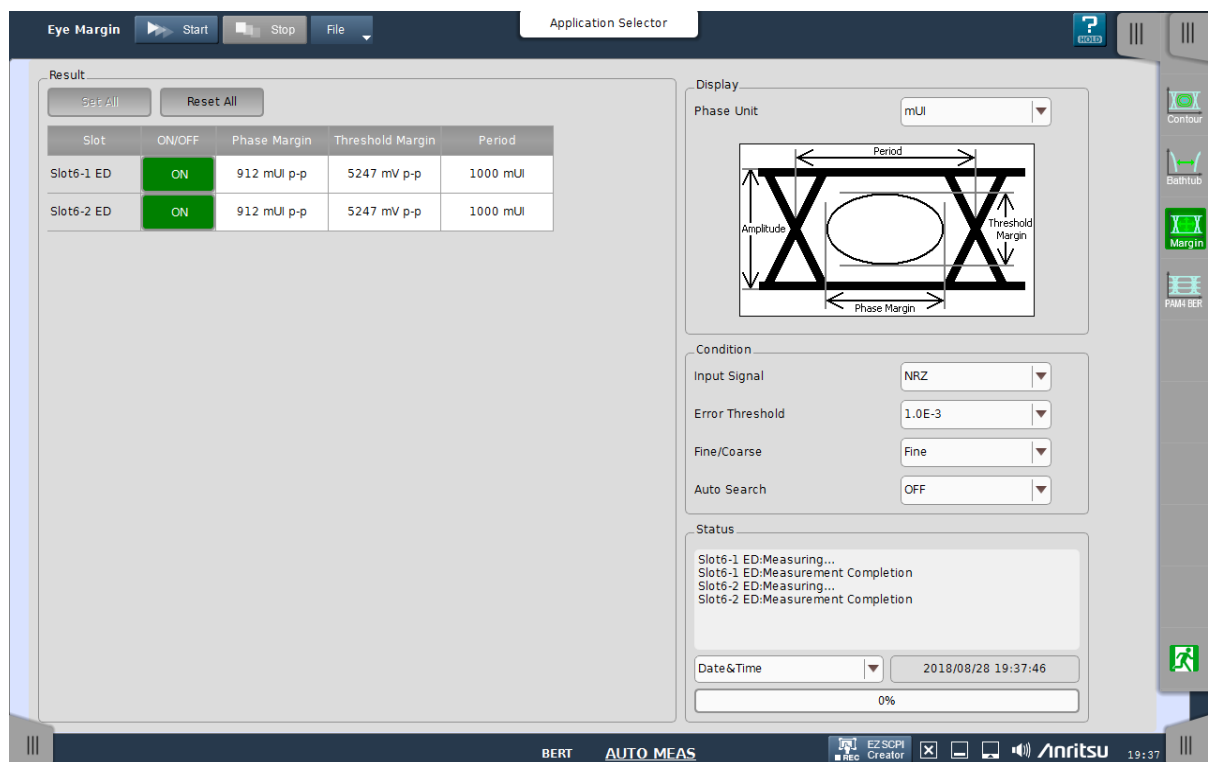 Eye Margin
Start
Stop
File
Application Selector
?
HOLD
Result
Set All
Reset All
Slot ON/OFF Phase Margin Threshold Margin Period
Slot6-1 ED ON 912 mUI p-p 5247 mV p-p 1000 mUI
Slot6-2 ED ON 912 mUI p-p 5247 mV p-p 1000 mUI
Display
Phase Unit mUI
Period
Amplitude
Threshold
Margin
Phase Margin
Condition
Input Signal NRZ
Error Threshold 1.0E-3
Fine/Coarse Fine
Auto Search OFF
Status
Slot6-1 ED:Measuring...
Slot6-1 ED:Measurement Completion
Slot6-2 ED:Measuring...
Slot6-2 ED:Measurement Completion
Date&Time 2018/08/28 19:37:46
0%
Contour
Bathtub
Margin
PAM4 BER
BERT
AUTO MEAS
REC
EZSCPI
Creator
Anritsu
19:37